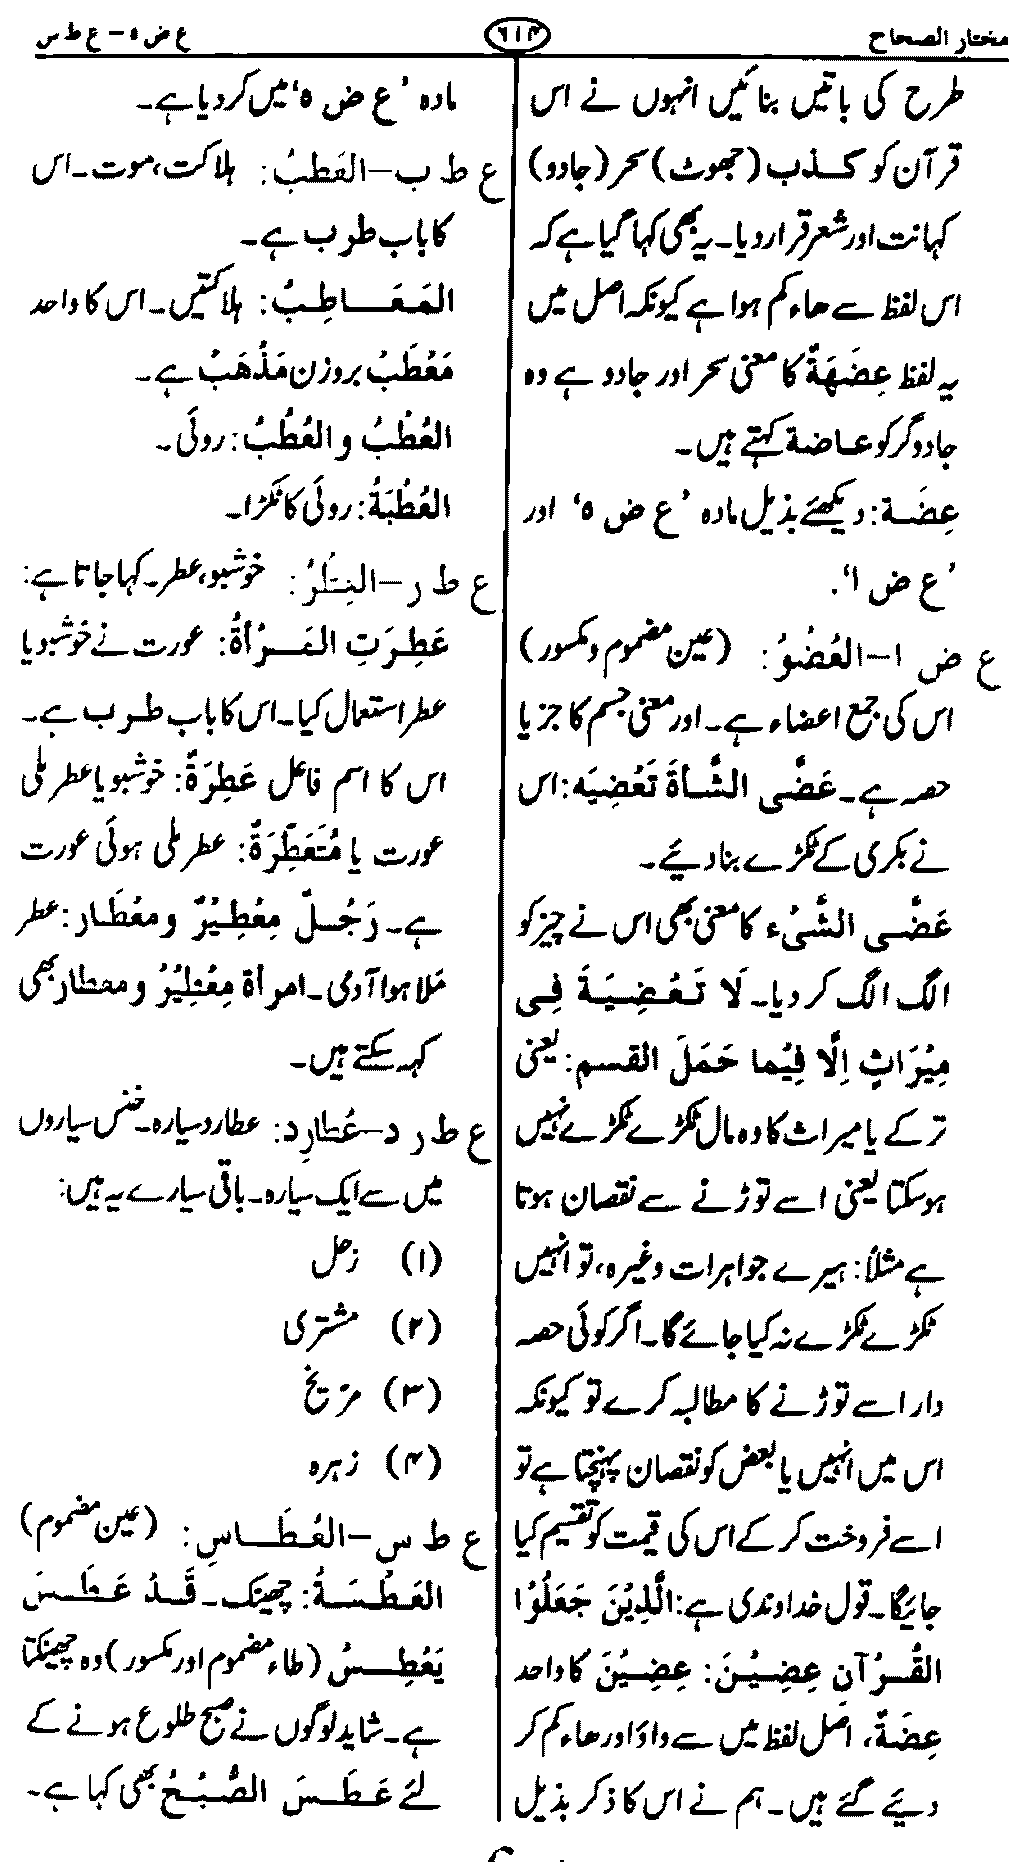 مختار الصحاح
۶۱۴
ع ض ہ – ع ط س
طرح کی باتیں بنائیں انہوں نے اس
قرآن کو کذب (جھوٹ) سحر (جادو)
کہانت اور شعر قرار دیا۔ یہ بھی کہا گیا ہے کہ
اس لفظ سے ھاء کم ہوا ہے کیونکہ اصل میں
یہ لفظ عِضَهَةٌ کا معنی سحر اور جادو ہے وہ
جادوگر کو عاضۃ کہتے ہیں۔
عِضَة: دیکھئے بذیل مادہ ’ع ض ہ‘ اور
’ع ض ا‘.
ع ض ا – العُضْوُ: (عین مضموم و مکسور)
اس کی جمع اعضاء ہے۔ اور معنی جسم کا جز یا
حصہ ہے۔ عَضَّى الشَّاةَ تَعْضِيَه: اس
نے بکری کے ٹکڑے بنا دیئے۔
عَضَّى الشَّيْء کا معنی بھی اس نے چیز کو
الگ الگ کر دیا۔ لَا تَعْضِيَةَ فِي
مِيْرَاثٍ اِلَّا فِيْما حَمَلَ القسم: یعنی
ترکے یا میراث کا وہ مال ٹکڑے ٹکڑے نہیں
ہوسکتا یعنی اسے توڑنے سے نقصان ہوتا
ہے مثلاً: ہیرے جواہرات وغیرہ، تو انہیں
ٹکڑے ٹکڑے نہ کیا جائے گا۔ اگر کوئی حصہ
دار اسے توڑنے کا مطالبہ کرے تو کیونکہ
اس میں انہیں یا بعض کو نقصان پہنچتا ہے تو
اسے فروخت کر کے اس کی قیمت کو تقسیم کیا
جائیگا۔ قول خداوندی ہے: الَّذِيْنَ جَعَلُوْا
القُرْآنَ عِضِيْنَ: عِضِيْنَ کا واحد
عِضَةٌ، اصل لفظ میں سے واؤ اور ھاء کم کر
دیئے گئے ہیں۔ ہم نے اس کا ذکر بذیل
مادہ ’ع ض ہ‘ میں کر دیا ہے۔
ع ط ب – العَطَبُ: ہلاکت، موت۔ اس
کا باب طرب ہے۔
المَعَاطِبُ: ہلاکتیں۔ اس کا واحد
مَعْطَبٌ بروزن مَذْهَبٌ ہے۔
العُطْبُ و العُطُبُ: روئی۔
العُطْبَةُ: روئی کا ٹکڑا۔
ع ط ر – العِطْرُ: خوشبو، عطر۔ کہا جاتا ہے:
عَطِرَتِ المَرْأةُ: عورت نے خوشبو یا
عطر استعمال کیا۔ اس کا باب طرب ہے۔
اس کا اسم فاعل عَطِرَةٌ: خوشبو یا عطر ملی
عورت یا مُتَعَطِّرَةٌ: عطر ملی ہوئی عورت
ہے۔ رَجُلٌ مِعْطِيْرٌ و مِعْطَار: عطر
ملا ہوا آدمی۔ امرأة مِعْطِيْرٌ و معطار بھی
کہہ سکتے ہیں۔
ع ط ر د – عُطارِد: عطارد سیارہ۔ خنس سیاروں
میں سے ایک سیارہ۔ باقی سیارے یہ ہیں:
(۱) زحل
(۲) مشتری
(۳) مریخ
(۴) زہرہ
ع ط س – العُطَاسِ: (عین مضموم)
العَطْسَةُ: چھینک۔ قَدْ عَطَسَ
يَعْطِسُ (طاء مضموم اور مکسور) وہ چھینکتا
ہے۔ شاید لوگوں نے صبح طلوع ہونے کے
لئے عَطَسَ الصُّبْحُ بھی کہا ہے۔